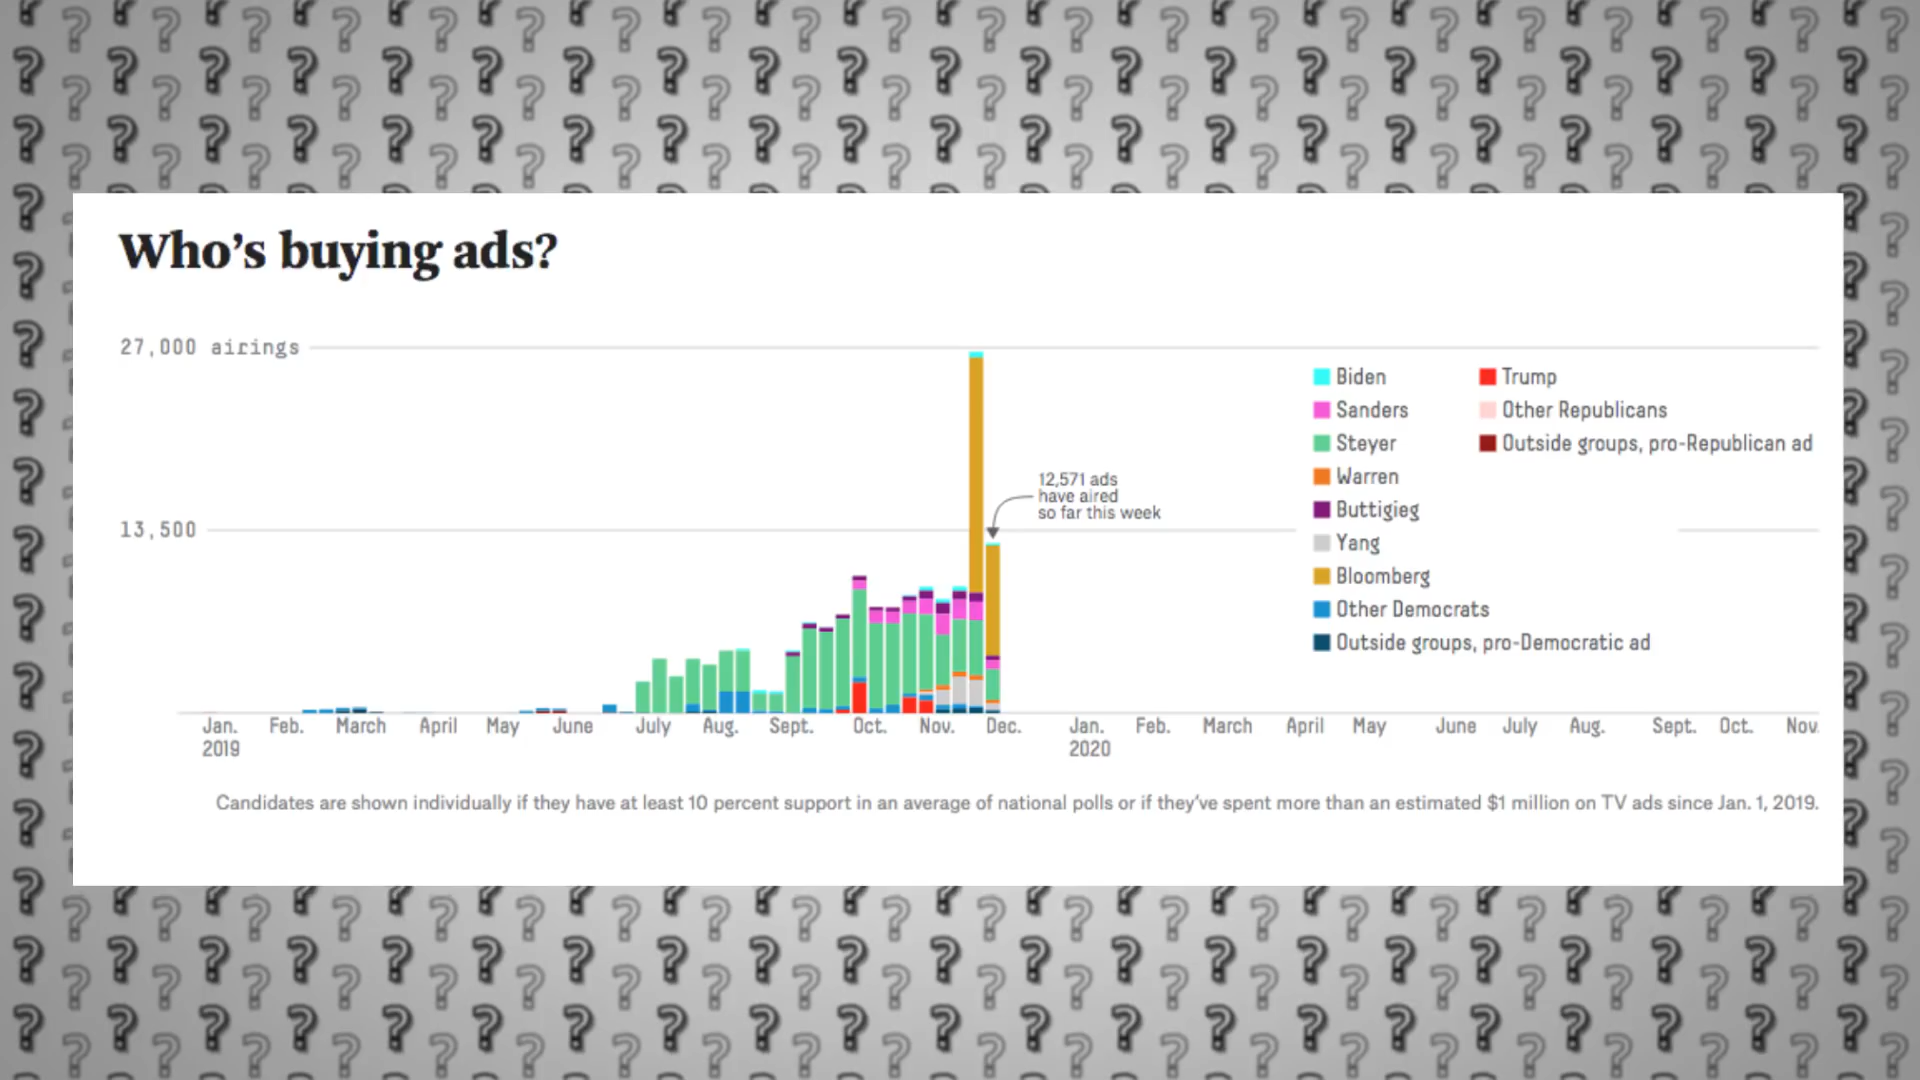 Who's buying ads?
27,000 airings
Biden
Trump
Sanders
Other Republicans
Steyer
Outside groups, pro-Republican ad
Warren
12,571 ads
have aired
so far this week
Buttigieg
13,500
Yang
Bloomberg
Other Democrats
Outside groups, pro-Democratic ad
Jan. Feb. March April May June July Aug. Sept. Oct. Nov. Dec. Jan. Feb. March April May June July Aug. Sept. Oct. Nov.
2019 2020
Candidates are shown individually if they have at least 10 percent support in an average of national polls or if they've spent more than an estimated $1 million on TV ads since Jan. 1, 2019.